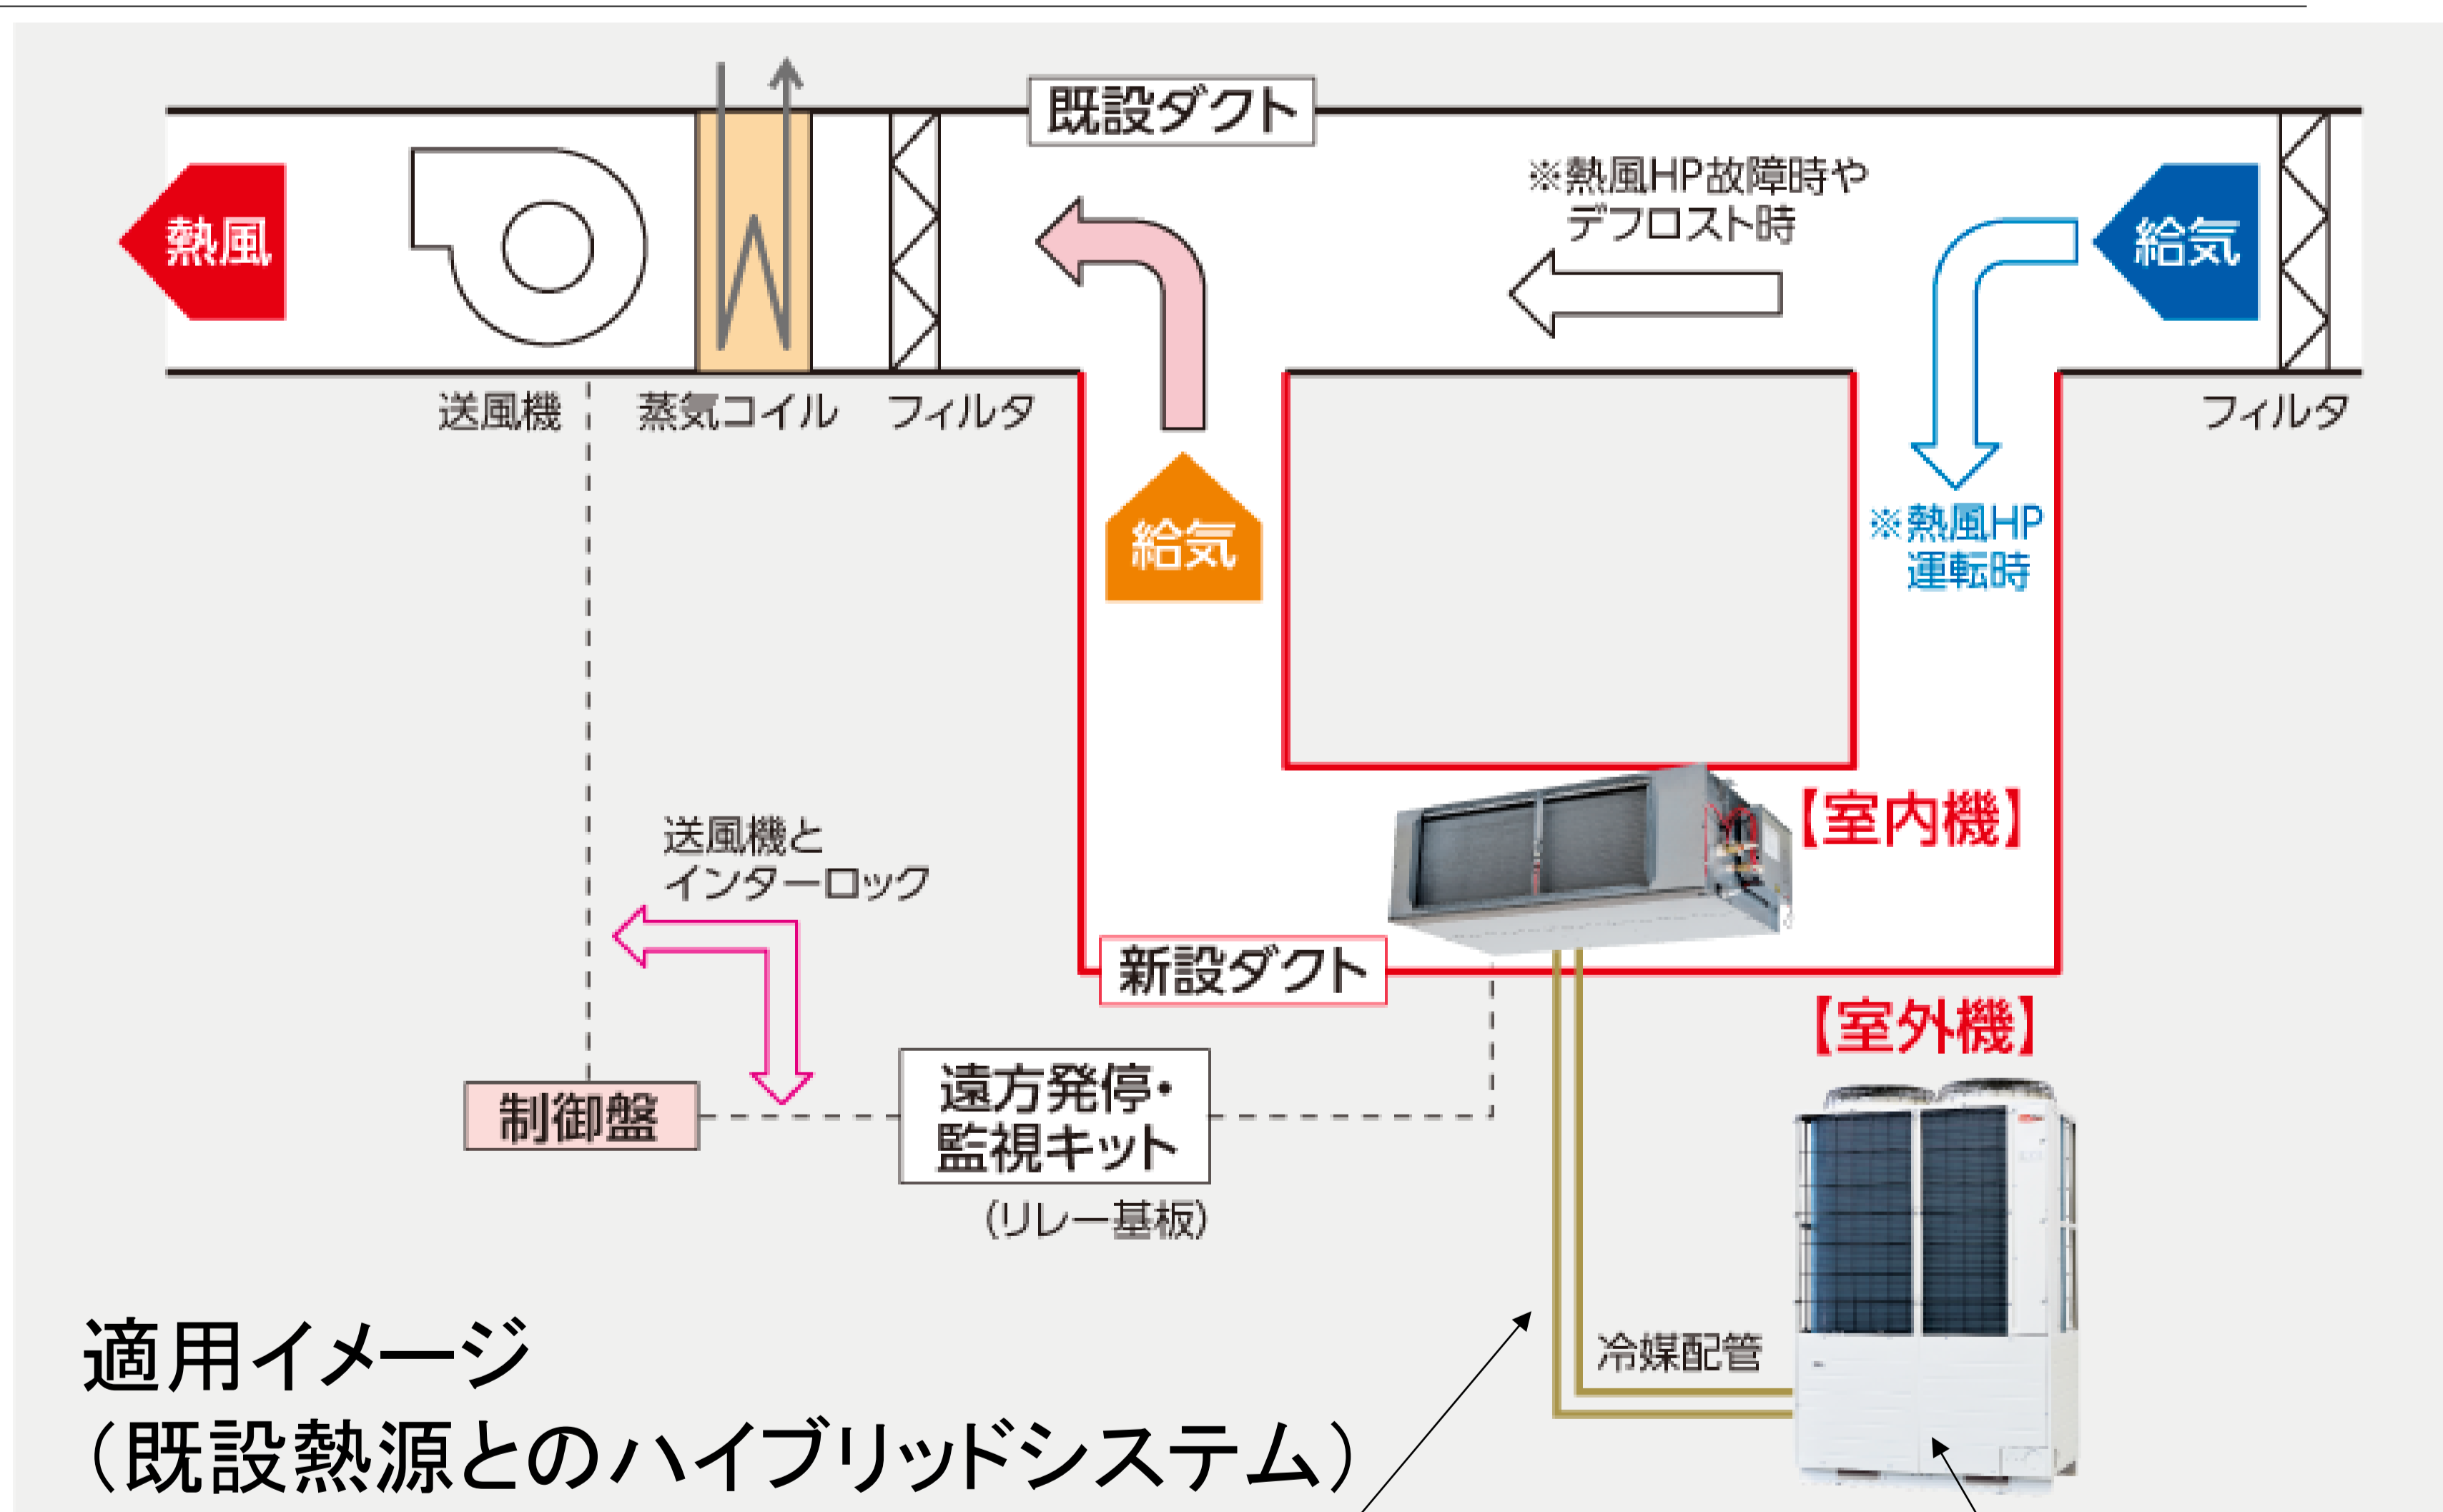 既設ダクト
※熱風HP故障時や
デフロスト時
熱風
給気
送風機
蒸気コイル
フィルタ
フィルタ
給気
※熱風HP
運転時
【室内機】
送風機と
インターロック
新設ダクト
【室外機】
制御盤
遠方発停・
監視キット
(リレー基板)
冷媒配管
適用イメージ
(既設熱源とのハイブリッドシステム)